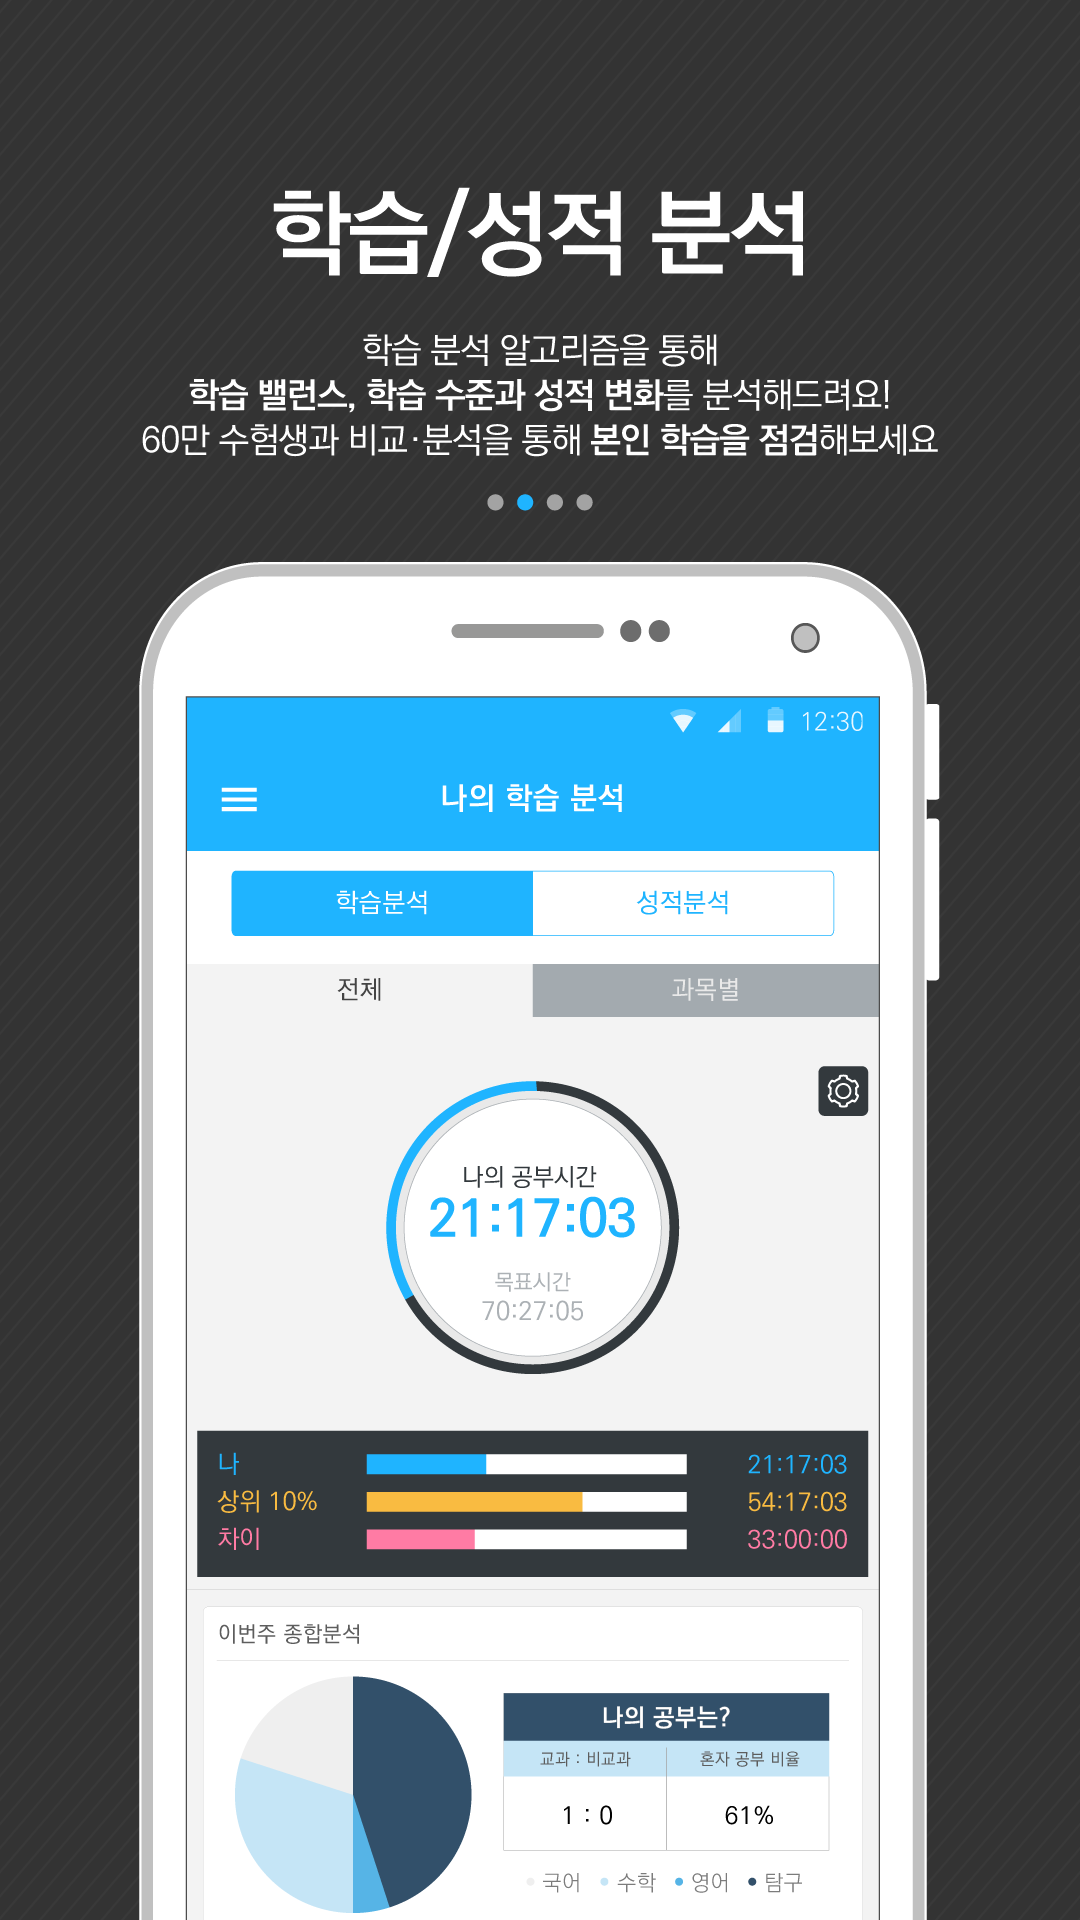 학습/성적 분석
학습 분석 알고리즘을 통해
학습 밸런스, 학습 수준과 성적 변화를 분석해드려요!
60만 수험생과 비교·분석을 통해 본인 학습을 점검해보세요
12:30
나의 학습 분석
학습분석 성적분석
전체 과목별
나의 공부시간
21:17:03
목표시간
70:27:05
나 21:17:03
상위 10% 54:17:03
차이 33:00:00
이번주 종합분석
나의 공부는?
교과 : 비교과 혼자 공부 비율
1 : 0 61%
국어 수학 영어 탐구